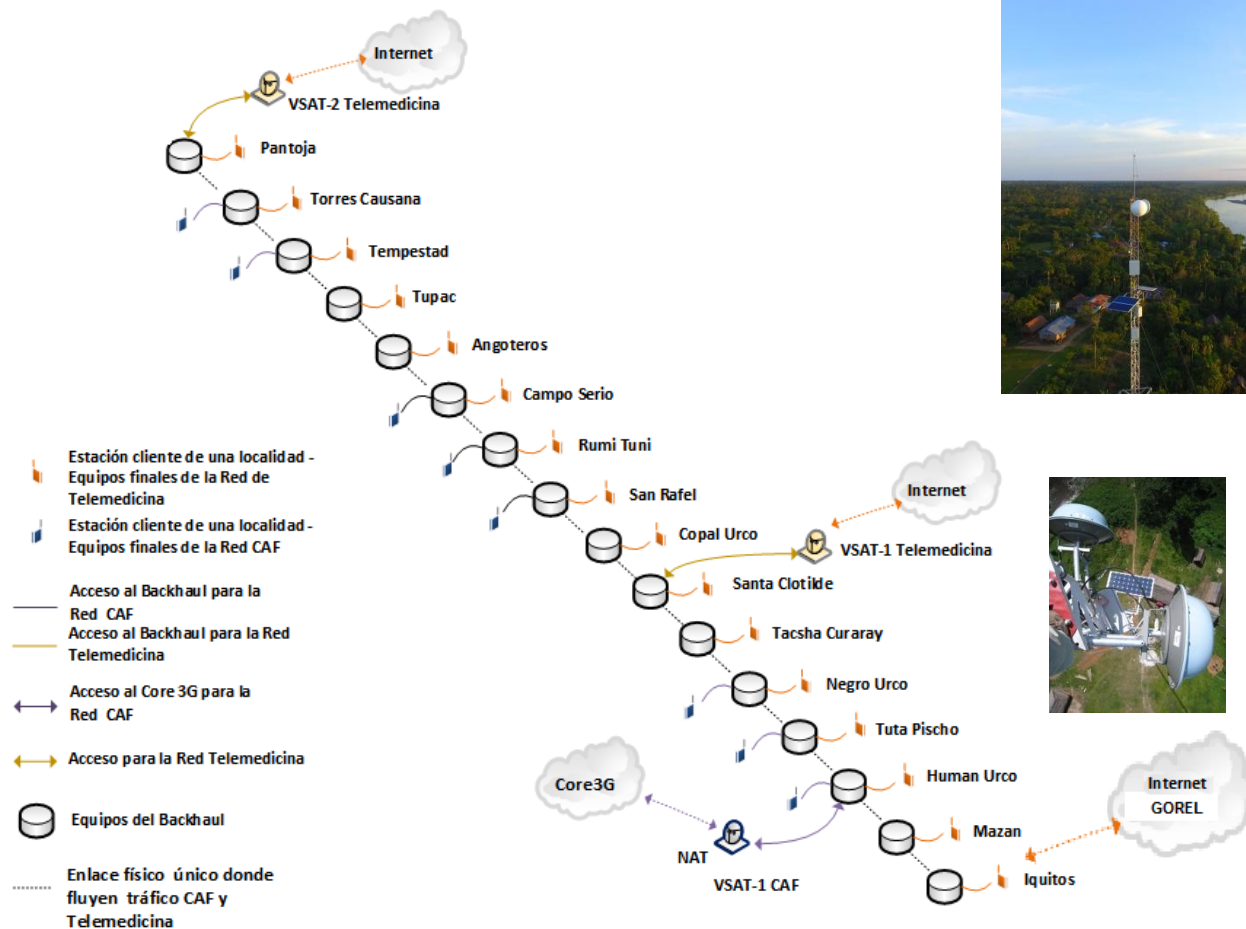 Internet
VSAT-2 Telemedicina
Pantoja
Torres Causana
Tempestad
Tupac
Angoteros
Campo Serio
Rumi Tuni
San Rafel
Copal Urco
Internet
VSAT-1 Telemedicina
Santa Clotilde
Tacsha Curaray
Negro Urco
Tuta Pischo
Human Urco
Mazan
Iquitos
Core3G
NAT
VSAT-1 CAF
Internet
GOREL
Estación cliente de una localidad -
Equipos finales de la Red de
Telemedicina
Estación cliente de una localidad -
Equipos finales de la Red CAF
Acceso al Backhaul para la
Red CAF
Acceso al Backhaul para la Red
Telemedicina
Acceso al Core 3G para la
Red CAF
Acceso para la Red Telemedicina
Equipos del Backhaul
Enlace físico único donde
fluyen tráfico CAF y
Telemedicina